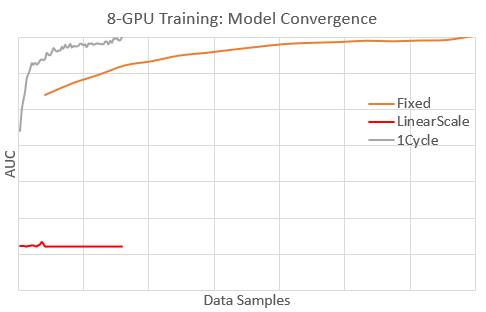 8-GPU Training: Model Convergence
Fixed
LinearScale
1Cycle
AUC
Data Samples